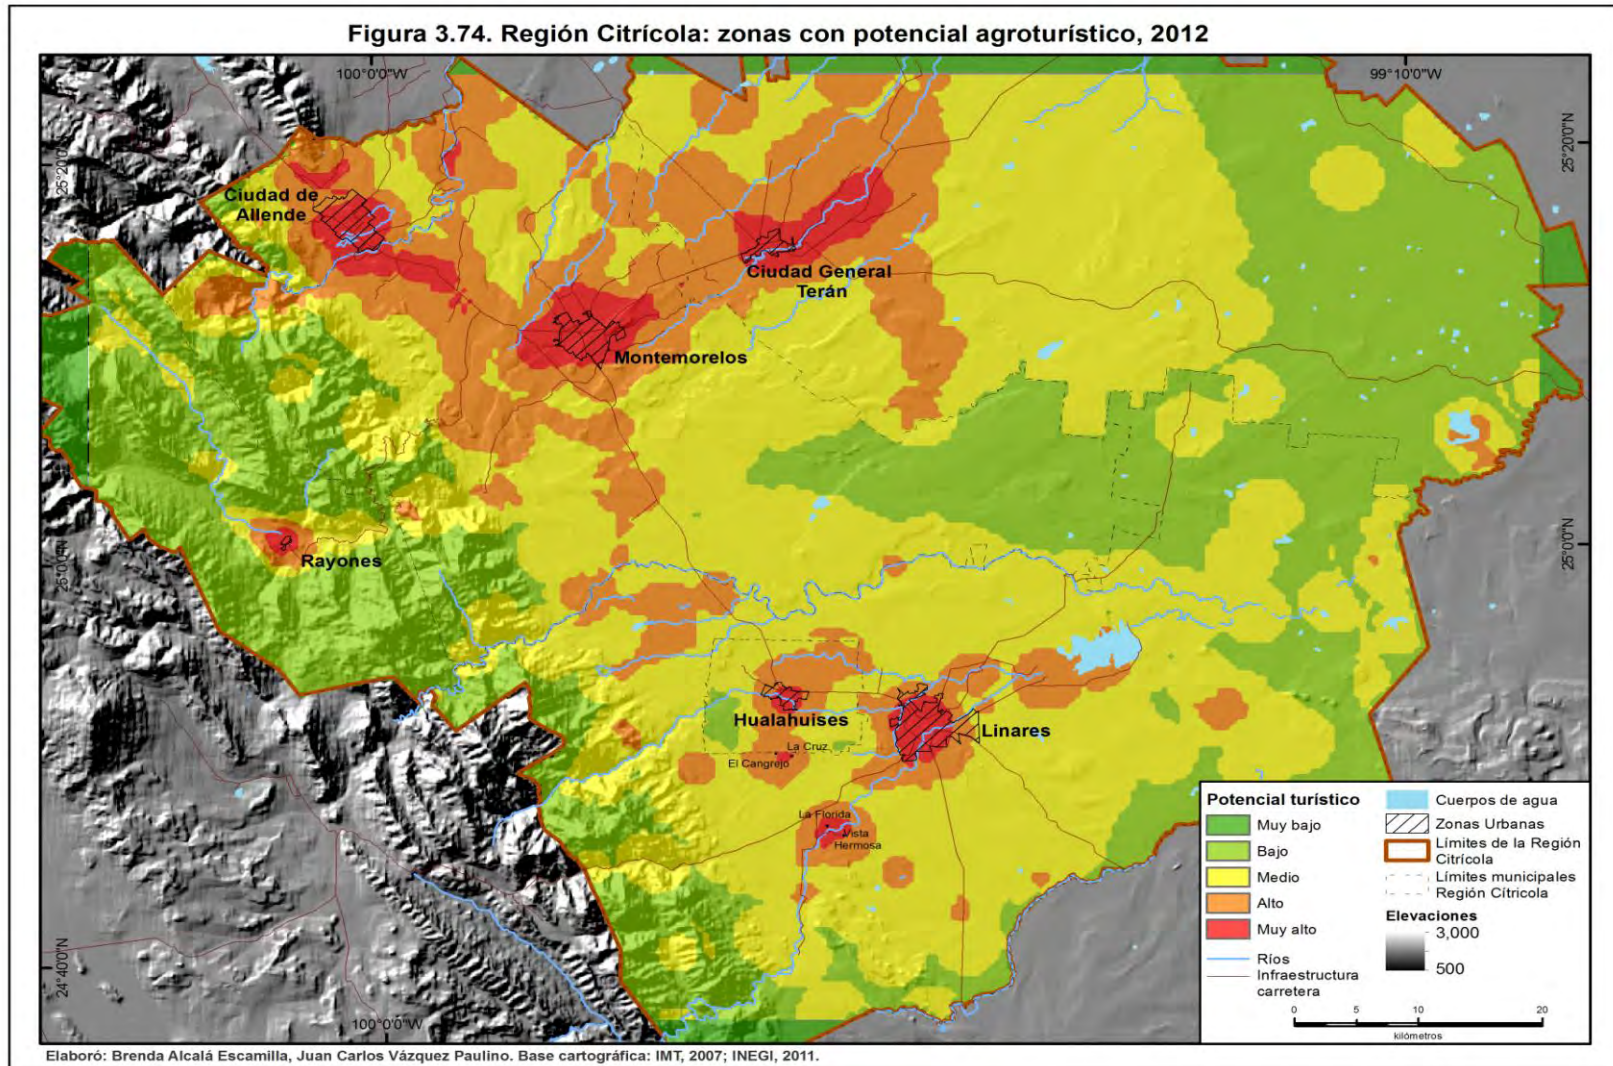 Figura 3.74. Región Citrícola: zonas con potencial agroturístico, 2012
100°0'0"W
99°10'0"W
25°20'0"N
25°20'0"N
Ciudad de
Allende
Ciudad General
Terán
Montemorelos
Rayones
25°0'0"N
25°0'0"N
Hualahuises
Linares
La Cruz
El Cangrejo
La Florida
Vista
Hermosa
24°40'0"N
100°0'0"W
Potencial turístico
Muy bajo
Bajo
Medio
Alto
Muy alto
Ríos
Infraestructura
carretera
Cuerpos de agua
Zonas Urbanas
Límites de la Región
Citrícola
Límites municipales
Región Cítricola
Elevaciones
3,000
500
0 5 10 20
kilómetros
Elaboró: Brenda Alcalá Escamilla, Juan Carlos Vázquez Paulino. Base cartográfica: IMT, 2007; INEGI, 2011.